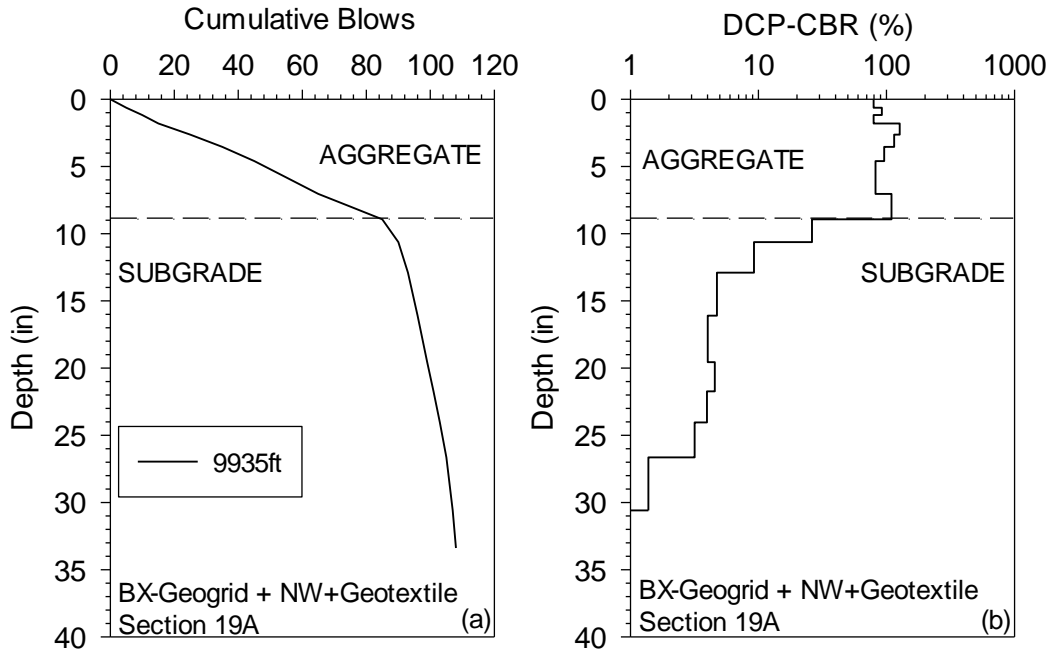 Cumulative Blows
0 20 40 60 80 100 120
0
5
10
15
20
25
30
35
40
Depth (in)
AGGREGATE
SUBGRADE
9935ft
BX-Geogrid + NW+Geotextile
Section 19A
(a)
DCP-CBR (%)
1 10 100 1000
0
5
10
15
20
25
30
35
40
Depth (in)
AGGREGATE
SUBGRADE
BX-Geogrid + NW+Geotextile
Section 19A
(b)